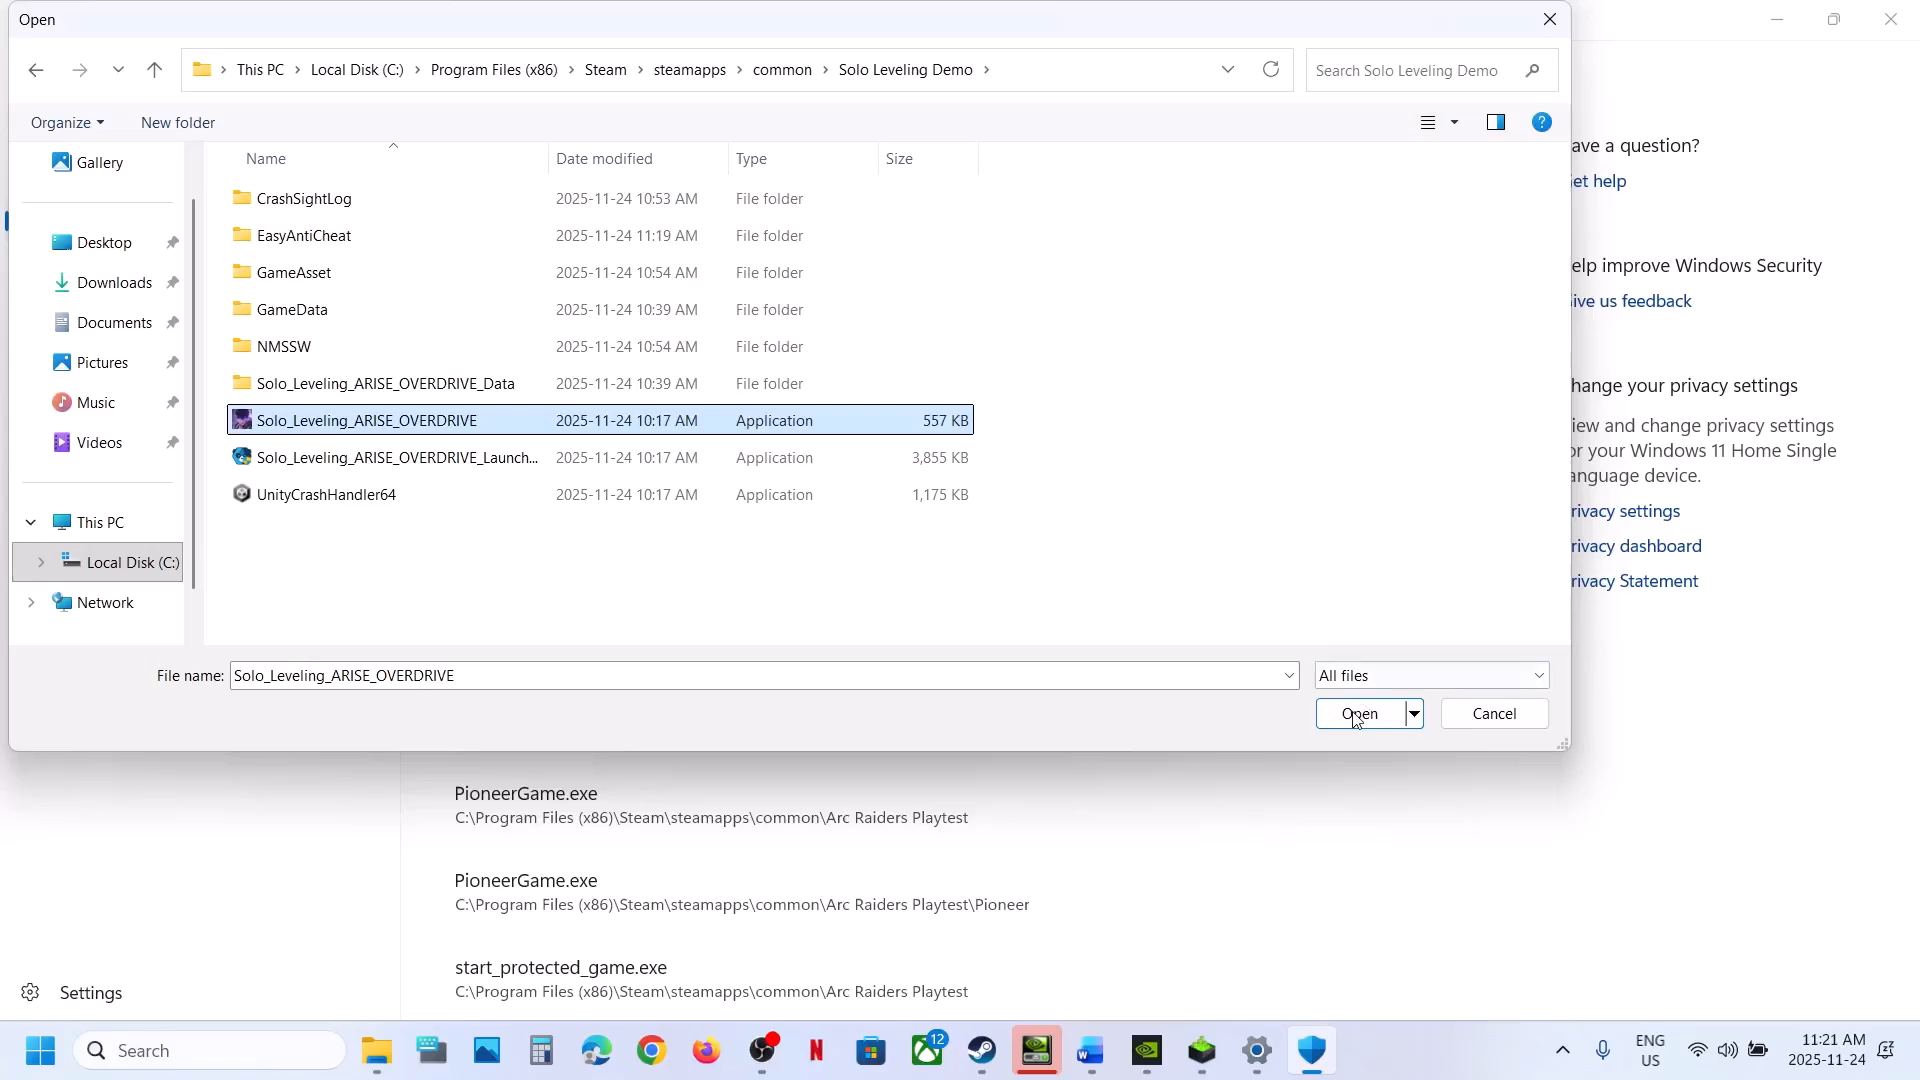 Open
This PC > Local Disk (C:) > Program Files (x86) > Steam > steamapps > common > Solo Leveling Demo >
Search Solo Leveling Demo
Organize
New folder
?
Gallery
Desktop
Downloads
Documents
Pictures
Music
Videos
This PC
Local Disk (C:)
Network
Name Date modified Type Size
CrashSightLog 2025-11-24 10:53 AM File folder
EasyAntiCheat 2025-11-24 11:19 AM File folder
GameAsset 2025-11-24 10:54 AM File folder
GameData 2025-11-24 10:39 AM File folder
NMSSW 2025-11-24 10:54 AM File folder
Solo_Leveling_ARISE_OVERDRIVE_Data 2025-11-24 10:39 AM File folder
Solo_Leveling_ARISE_OVERDRIVE 2025-11-24 10:17 AM Application 557 KB
Solo_Leveling_ARISE_OVERDRIVE_Launch... 2025-11-24 10:17 AM Application 3,855 KB
UnityCrashHandler64 2025-11-24 10:17 AM Application 1,175 KB
File name: Solo_Leveling_ARISE_OVERDRIVE
All files
Open
Cancel
ave a question?
et help
elp improve Windows Security
ive us feedback
hange your privacy settings
iew and change privacy settings
or your Windows 11 Home Single
anguage device.
rivacy settings
rivacy dashboard
rivacy Statement
PioneerGame.exe
C:\Program Files (x86)\Steam\steamapps\common\Arc Raiders Playtest
PioneerGame.exe
C:\Program Files (x86)\Steam\steamapps\common\Arc Raiders Playtest\Pioneer
start_protected_game.exe
C:\Program Files (x86)\Steam\steamapps\common\Arc Raiders Playtest
Settings
Search
N
12
W
ENG
US
11:21 AM
2025-11-24